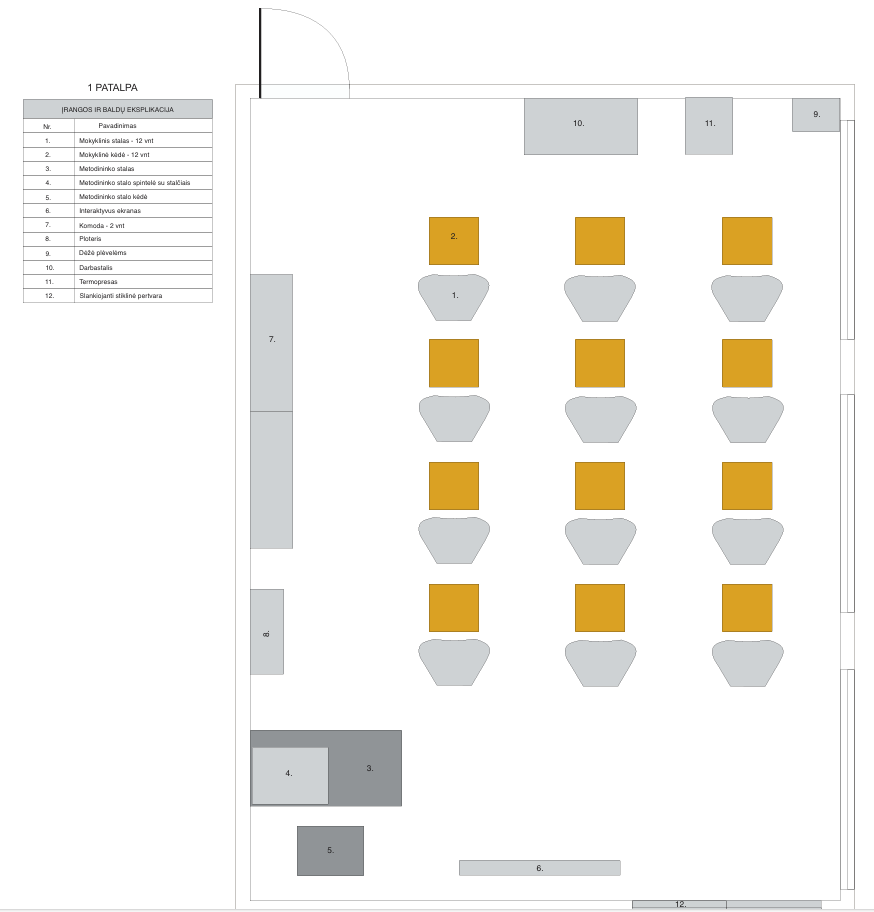 1 PATALPA
ĮRANGOS IR BALDŲ EKSPLIKACIJA
Nr. Pavadinimas
1. Mokyklinis stalas - 12 vnt
2. Mokyklinė kėdė - 12 vnt
3. Metodininko stalas
4. Metodininko stalo spintelė su stalčiais
5. Metodininko stalo kėdė
6. Interaktyvus ekranas
7. Komoda - 2 vnt
8. Ploteris
9. Dėžė plėvelėms
10. Darbastalis
11. Termopresas
12. Slankiojanti stiklinė pertvara
10.
11.
9.
2.
1.
7.
8.
3.
4.
5.
6.
12.